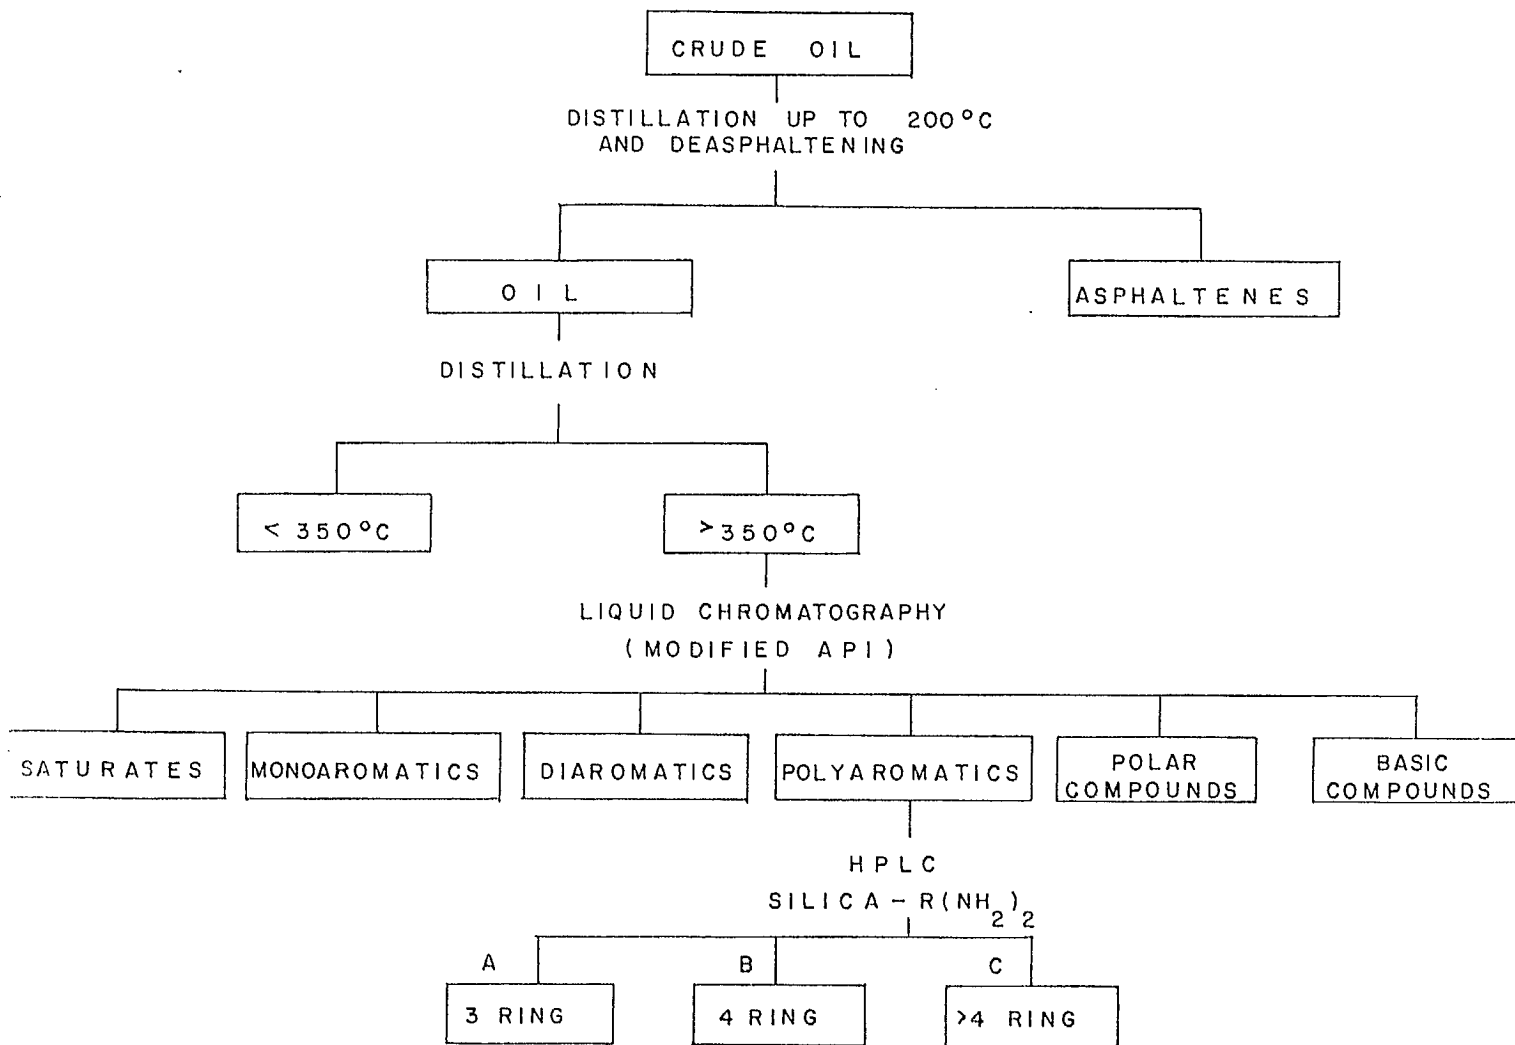 CRUDE OIL
DISTILLATION UP TO 200°C
AND DEASPHALTENING
OIL
ASPHALTENES
DISTILLATION
< 350°C
>350°C
LIQUID CHROMATOGRAPHY
(MODIFIED API)
SATURATES
MONOAROMATICS
DIAROMATICS
POLYAROMATICS
POLAR
COMPOUNDS
BASIC
COMPOUNDS
HPLC
SILICA-R(NH2)2
A
B
C
3 RING
4 RING
>4 RING